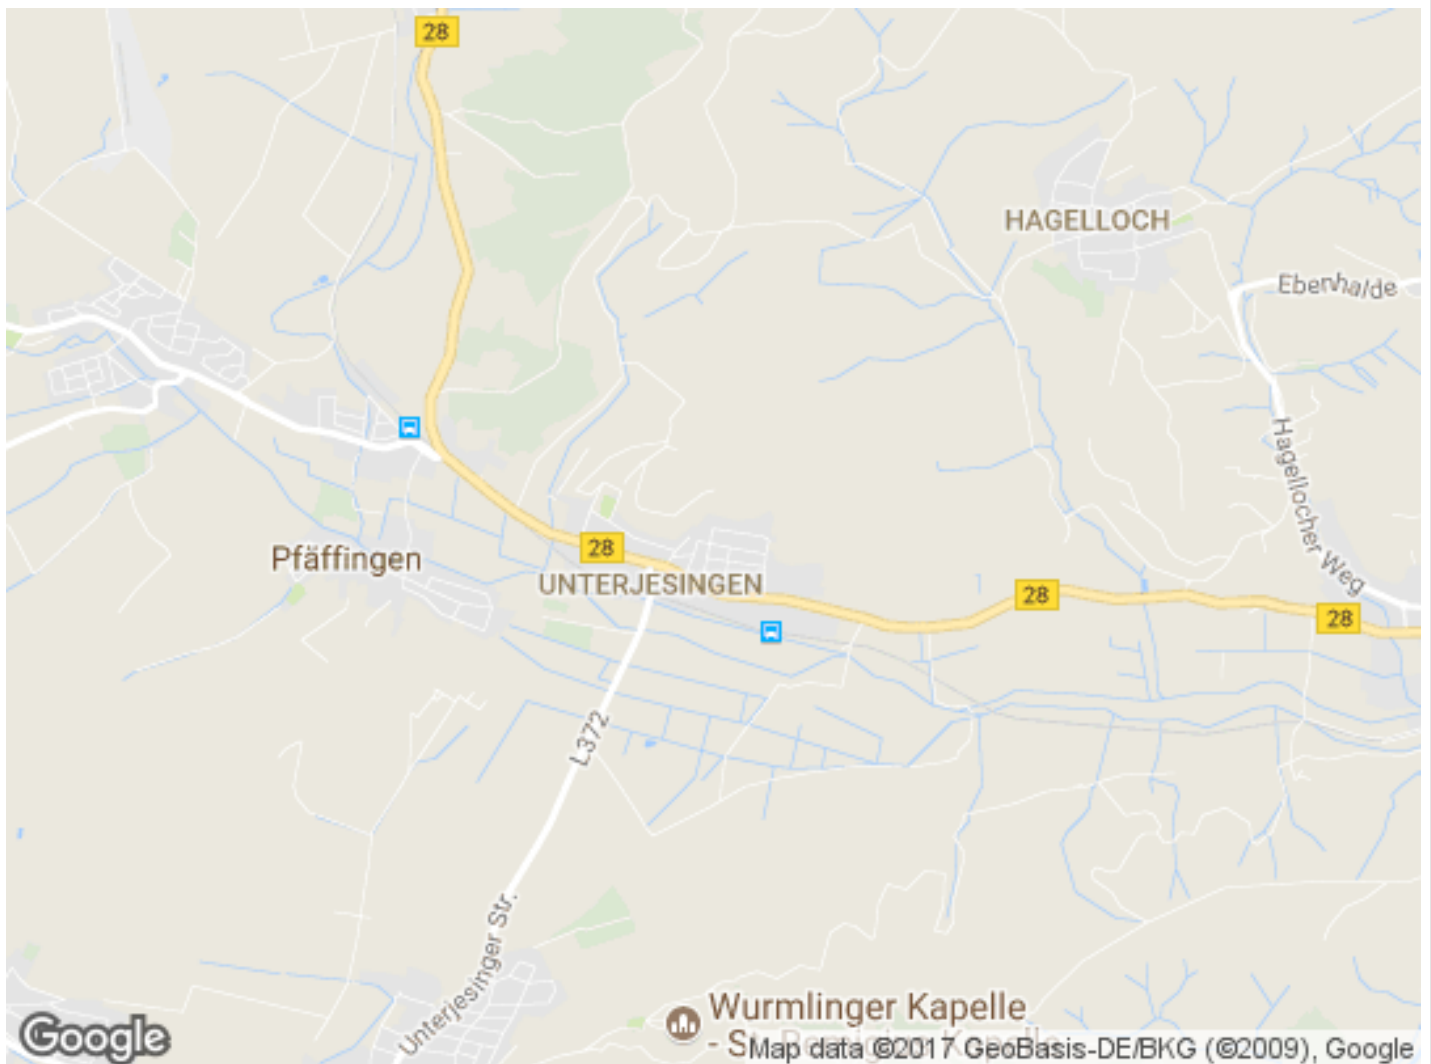 28
HAGELLOCH
Ebenhalde
Hagellocher Weg
28
Pfäffingen
UNTERJESINGEN
28
28
L372
Unterjesinger Str.
Wurmlinger Kapelle
Google
Map data ©2017 GeoBasis-DE/BKG (©2009), Google